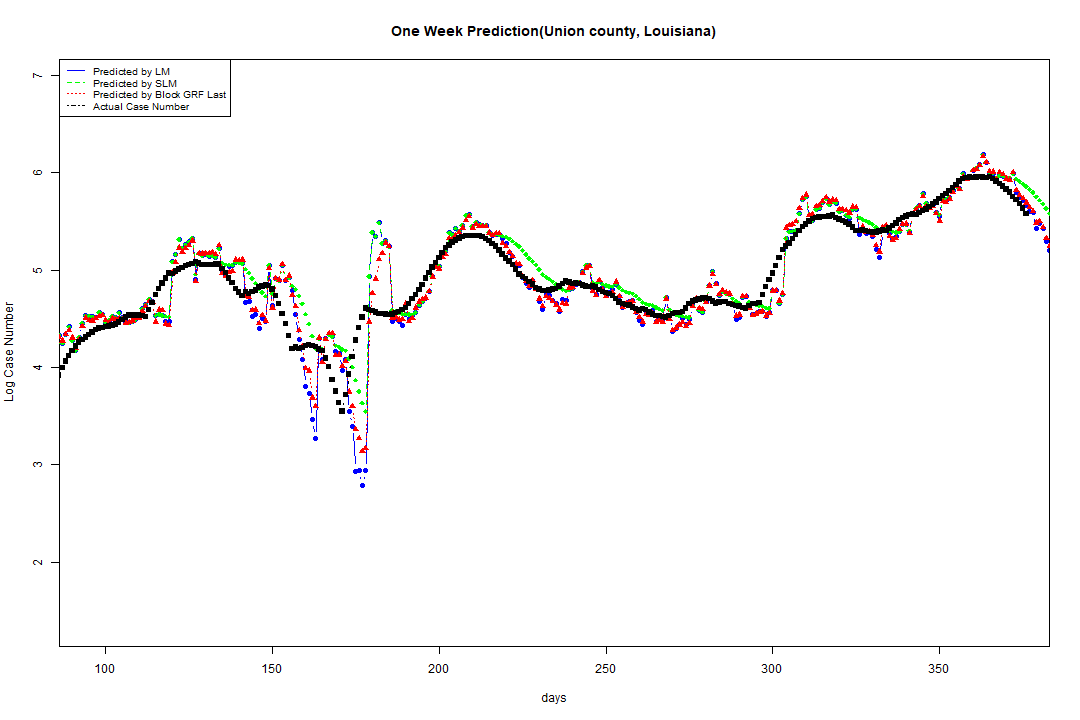 One Week Prediction(Union county, Louisiana)
Predicted by LM
Predicted by SLM
Predicted by Block GRF Last
Actual Case Number
7
6
5
4
3
2
Log Case Number
100 150 200 250 300 350
days